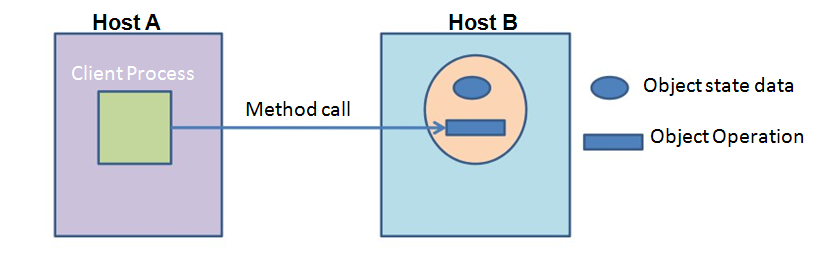 Host A
Host B
Client Process
Method call
Object state data
Object Operation